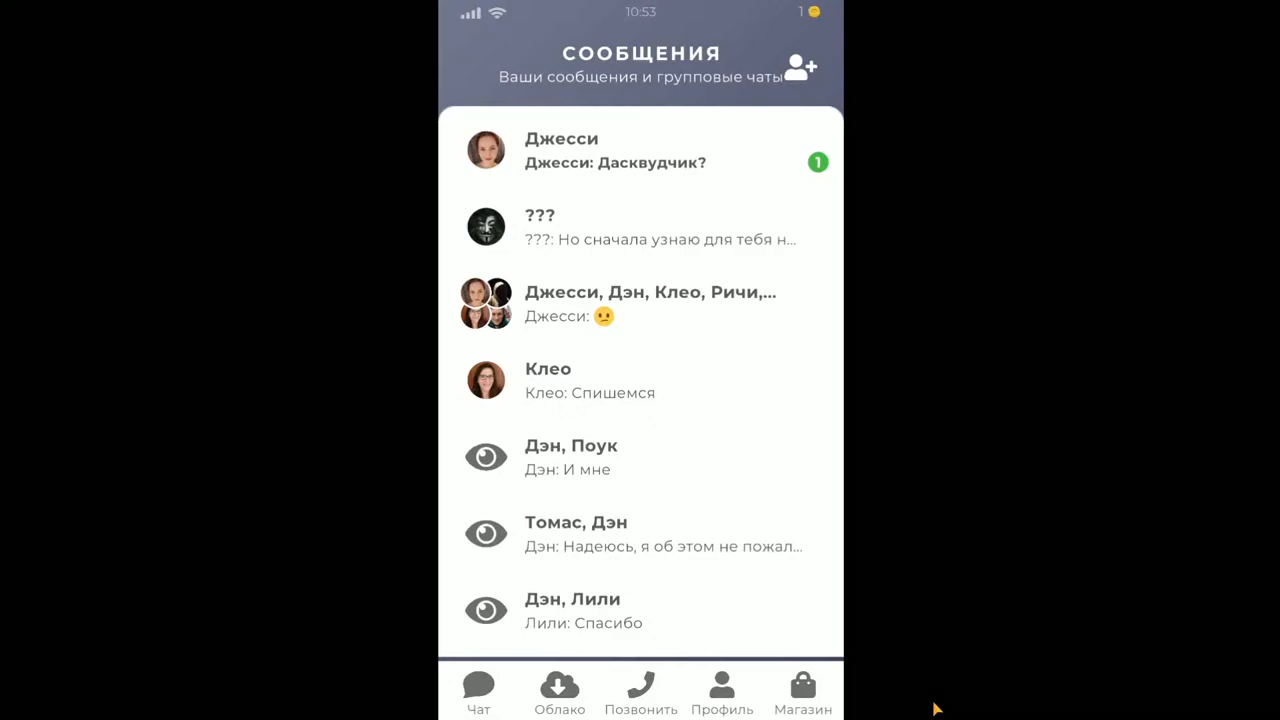 10:53
1
СООБЩЕНИЯ
Ваши сообщения и групповые чаты
Джесси
Джесси: Дасквудчик?
1
???
???: Но сначала узнаю для тебя н...
Джесси, Дэн, Клео, Ричи,...
Джесси: 😕
Клео
Клео: Спишемся
Дэн, Поук
Дэн: И мне
Томас, Дэн
Дэн: Надеюсь, я об этом не пожал...
Дэн, Лили
Лили: Спасибо
Чат Облако Позвонить Профиль Магазин